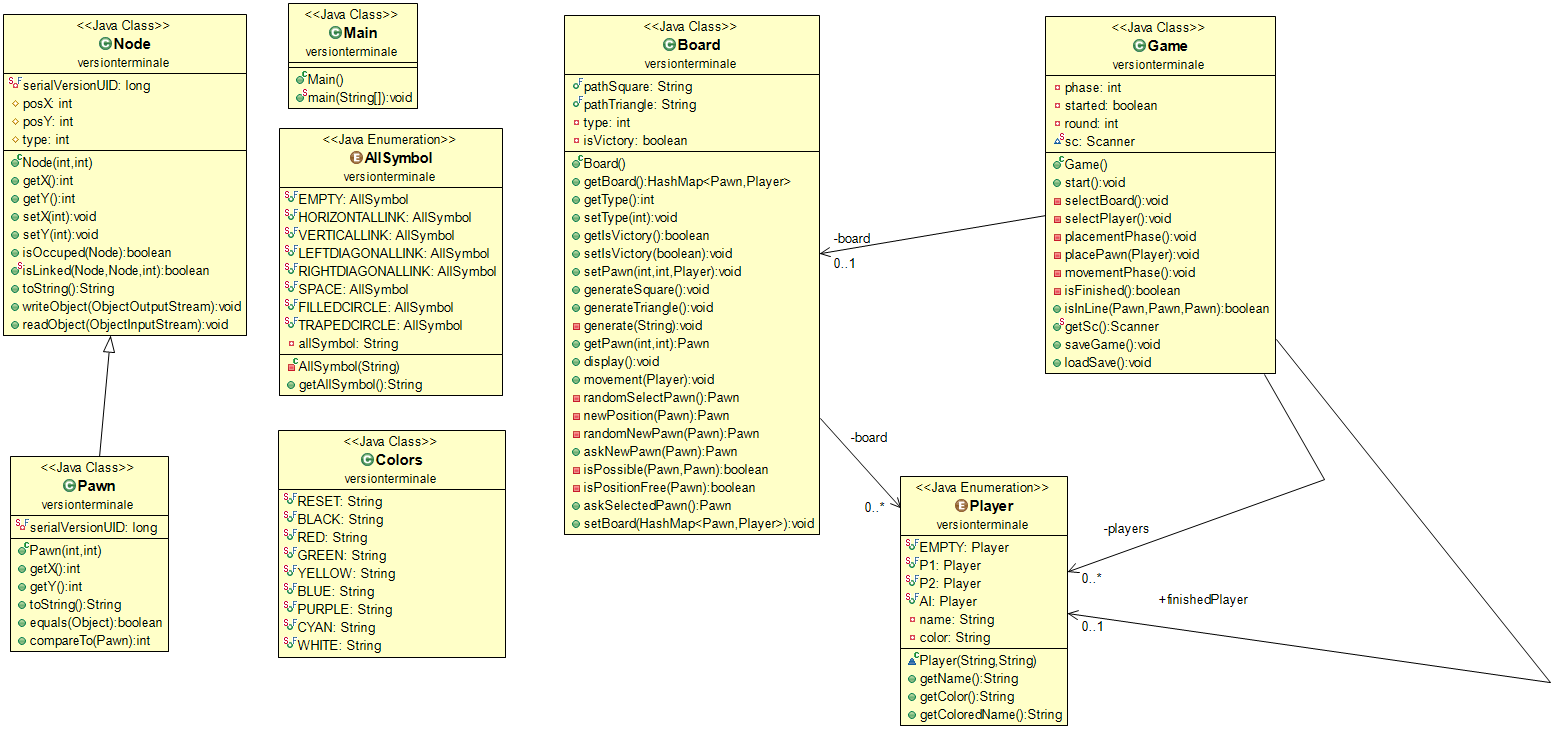 <<Java Class>>
Node
versionterminale
serialVersionUID: long
posX: int
posY: int
type: int
Node(int,int)
getX():int
getY():int
setX(int):void
setY(int):void
isOccuped(Node):boolean
isLinked(Node,Node,int):boolean
toString():String
writeObject(ObjectOutputStream):void
readObject(ObjectInputStream):void
<<Java Class>>
Pawn
versionterminale
serialVersionUID: long
Pawn(int,int)
getX():int
getY():int
toString():String
equals(Object):boolean
compareTo(Pawn):int
<<Java Class>>
Main
versionterminale
Main()
main(String[]):void
<<Java Enumeration>>
AllSymbol
versionterminale
EMPTY: AllSymbol
HORIZONTALLINK: AllSymbol
VERTICALLINK: AllSymbol
LEFTDIAGONALLINK: AllSymbol
RIGHTDIAGONALLINK: AllSymbol
SPACE: AllSymbol
FILLEDCIRCLE: AllSymbol
TRAPEDCIRCLE: AllSymbol
allSymbol: String
AllSymbol(String)
getAllSymbol():String
<<Java Class>>
Colors
versionterminale
RESET: String
BLACK: String
RED: String
GREEN: String
YELLOW: String
BLUE: String
PURPLE: String
CYAN: String
WHITE: String
<<Java Class>>
Board
versionterminale
pathSquare: String
pathTriangle: String
type: int
isVictory: boolean
Board()
getBoard():HashMap<Pawn,Player>
getType():int
setType(int):void
getIsVictory():boolean
setIsVictory(boolean):void
setPawn(int,int,Player):void
generateSquare():void
generateTriangle():void
generate(String):void
getPawn(int,int):Pawn
display():void
movement(Player):void
randomSelectPawn():Pawn
newPosition(Pawn):Pawn
randomNewPawn(Pawn):Pawn
askNewPawn(Pawn):Pawn
isPossible(Pawn,Pawn):boolean
isPositionFree(Pawn):boolean
askSelectedPawn():Pawn
setBoard(HashMap<Pawn,Player>):void
<<Java Class>>
Game
versionterminale
phase: int
started: boolean
round: int
sc: Scanner
Game()
start():void
selectBoard():void
selectPlayer():void
placementPhase():void
placePawn(Player):void
movementPhase():void
isFinished():boolean
isInLine(Pawn,Pawn,Pawn):boolean
getSc():Scanner
saveGame():void
loadSave():void
-board
0..1
-board
0..*
-players
0..*
+finishedPlayer
0..1
<<Java Enumeration>>
Player
versionterminale
EMPTY: Player
P1: Player
P2: Player
AI: Player
name: String
color: String
Player(String,String)
getName():String
getColor():String
getColoredName():String